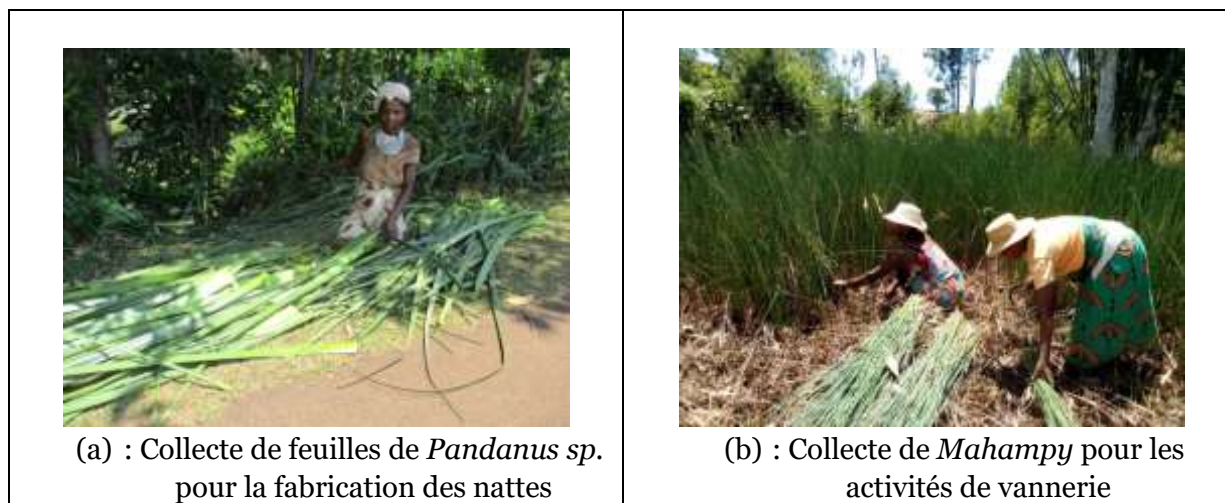 (a) : Collecte de feuilles de Pandanus sp.
pour la fabrication des nattes
(b) : Collecte de Mahampy pour les
activités de vannerie